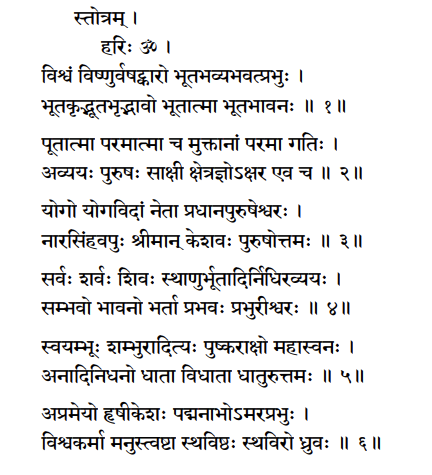 स्तोत्रम् ।
हरिः ॐ ।
विश्वं विष्णुर्वषट्कारो भूतभव्यभवत्प्रभुः ।
भूतकृद्भूतभृद्भावो भूतात्मा भूतभावनः ॥ १॥
पूतात्मा परमात्मा च मुक्तानां परमा गतिः ।
अव्ययः पुरुषः साक्षी क्षेत्रज्ञोऽक्षर एव च ॥ २॥
योगो योगविदां नेता प्रधानपुरुषेश्वरः ।
नारसिंहवपुः श्रीमान् केशवः पुरुषोत्तमः ॥ ३॥
सर्वः शर्वः शिवः स्थाणुर्भूतादिर्निधिरव्ययः ।
सम्भवो भावनो भर्ता प्रभवः प्रभुरीश्वरः ॥ ४॥
स्वयम्भूः शम्भुरादित्यः पुष्कराक्षो महास्वनः ।
अनादिनिधनो धाता विधाता धातुरुत्तमः ॥ ५॥
अप्रमेयो हृषीकेशः पद्मनाभोऽमरप्रभुः ।
विश्वकर्मा मनुस्त्वष्टा स्थविष्ठः स्थविरो ध्रुवः ॥ ६॥